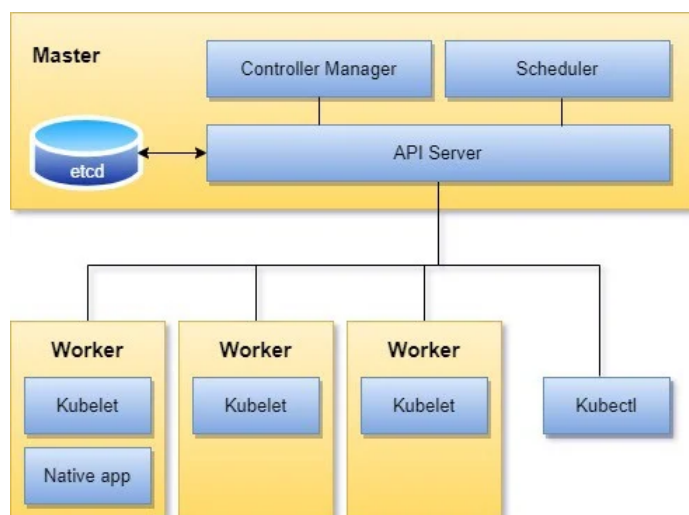 Master
Controller Manager
Scheduler
etcd
API Server
Worker
Worker
Worker
Kubelet
Kubelet
Kubelet
Kubectl
Native app